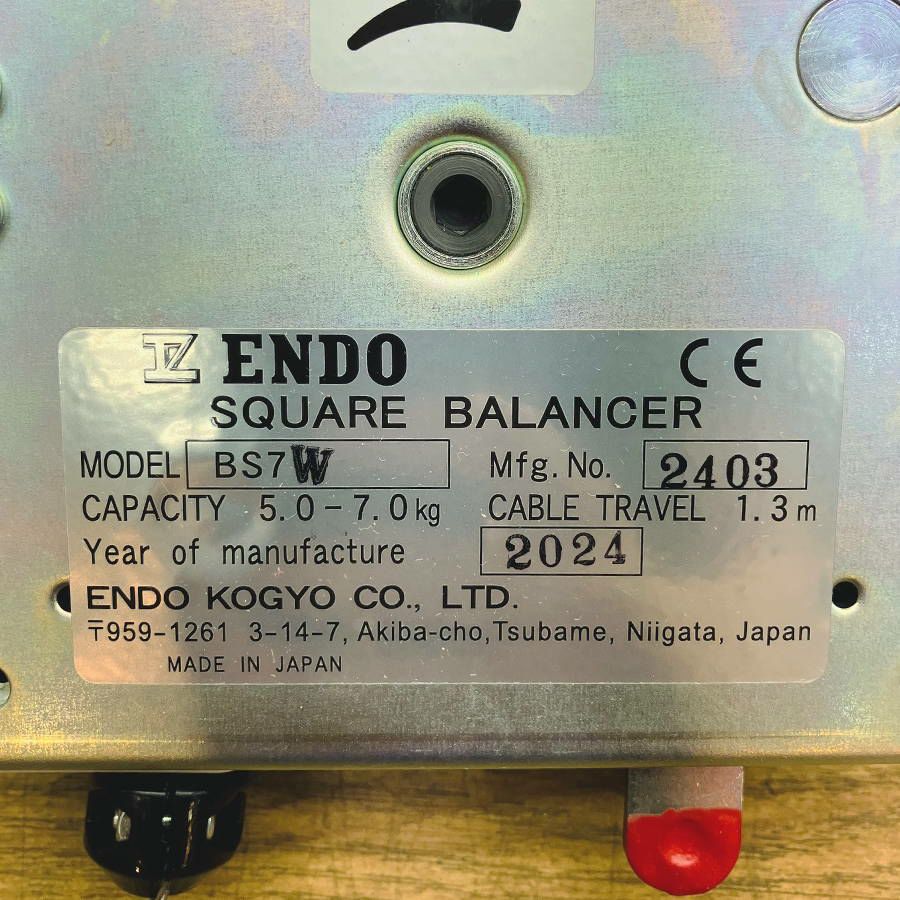 ENDO CE
SQUARE BALANCER
MODEL BS7W Mfg. No. 2403
CAPACITY 5.0-7.0kg CABLE TRAVEL 1.3m
Year of manufacture 2024
ENDO KOGYO CO., LTD.
〒959-1261 3-14-7, Akiba-cho, Tsubame, Niigata, Japan
MADE IN JAPAN